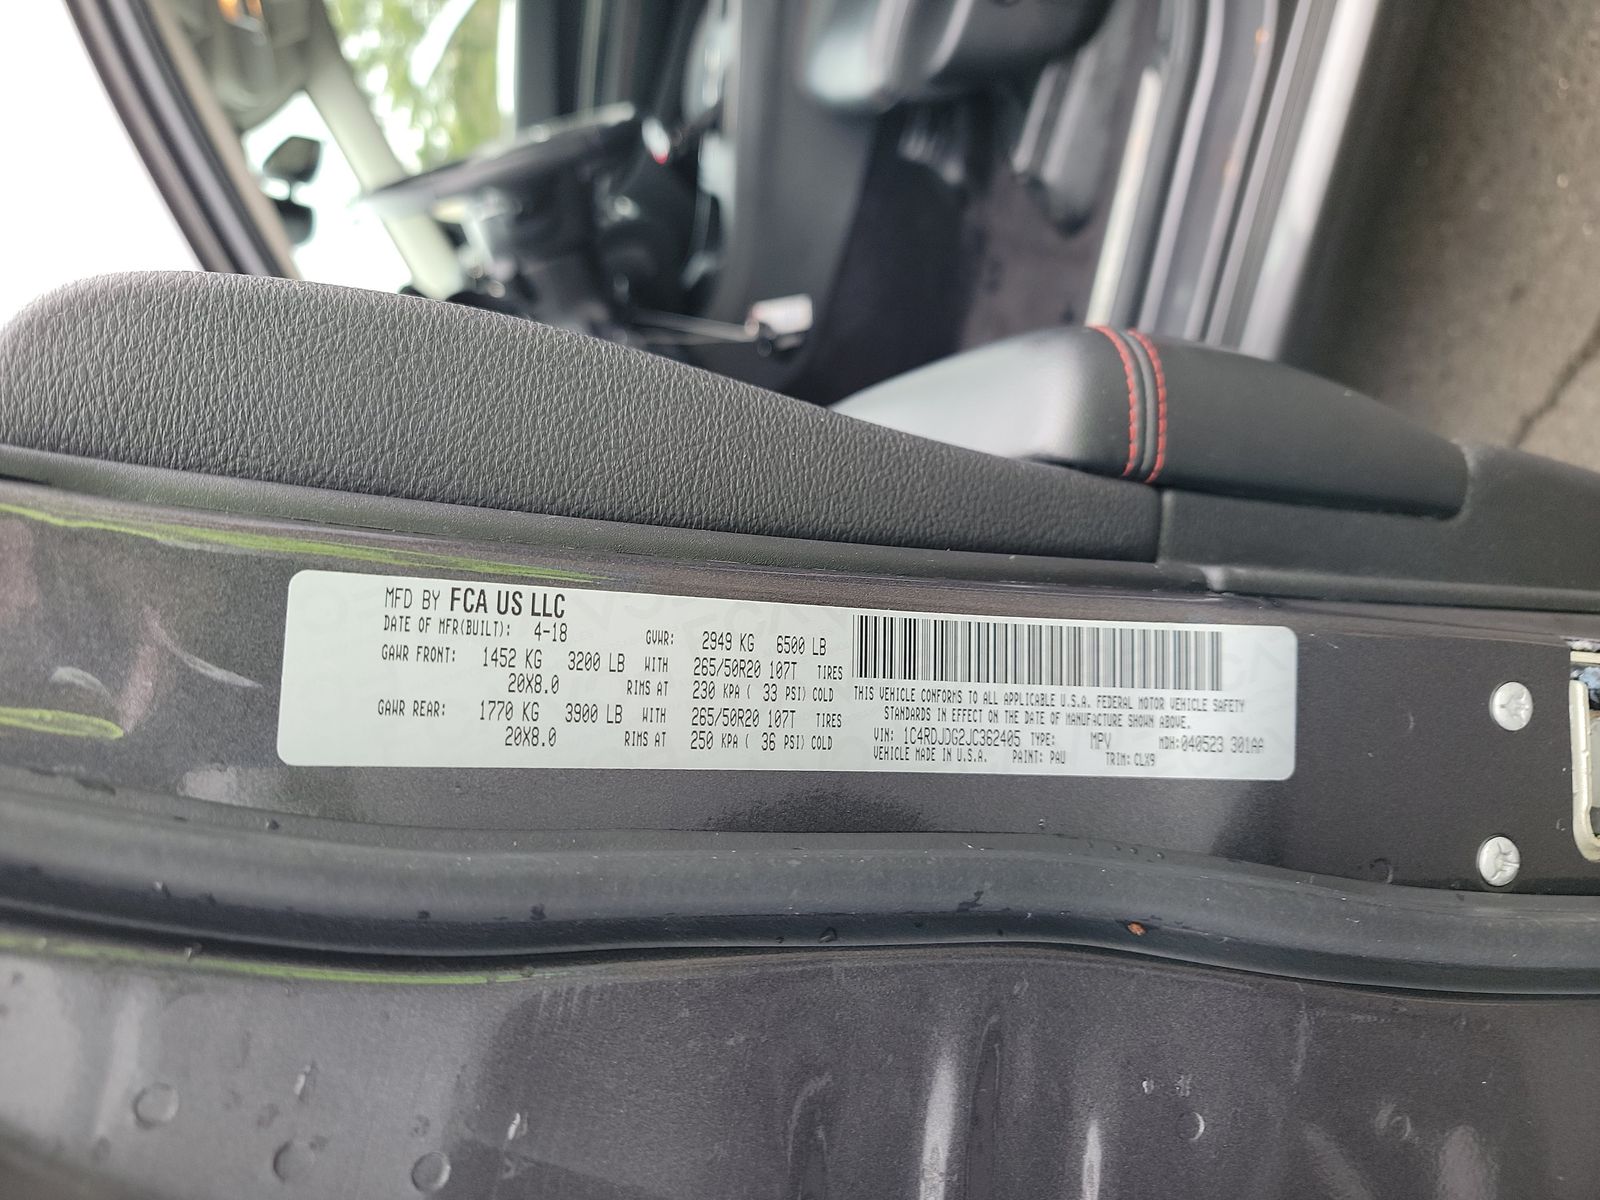 MFD BY FCA US LLC
DATE OF MFR(BUILT): 4-18 GVWR: 2949 KG 6500 LB
GAWR FRONT: 1452 KG 3200 LB WITH 265/50R20 107T TIRES
20X8.0 RIMS AT 230 KPA ( 33 PSI) COLD
GAWR REAR: 1770 KG 3900 LB WITH 265/50R20 107T TIRES
20X8.0 RIMS AT 250 KPA ( 36 PSI) COLD
THIS VEHICLE CONFORMS TO ALL APPLICABLE U.S.A. FEDERAL MOTOR VEHICLE SAFETY
STANDARDS IN EFFECT ON THE DATE OF MANUFACTURE SHOWN ABOVE.
VIN: 1C4RDJDG2JC362405 TYPE: MPV MDH: 040523 301AA
VEHICLE MADE IN U.S.A. PAINT: PAU TRIM: CLX9